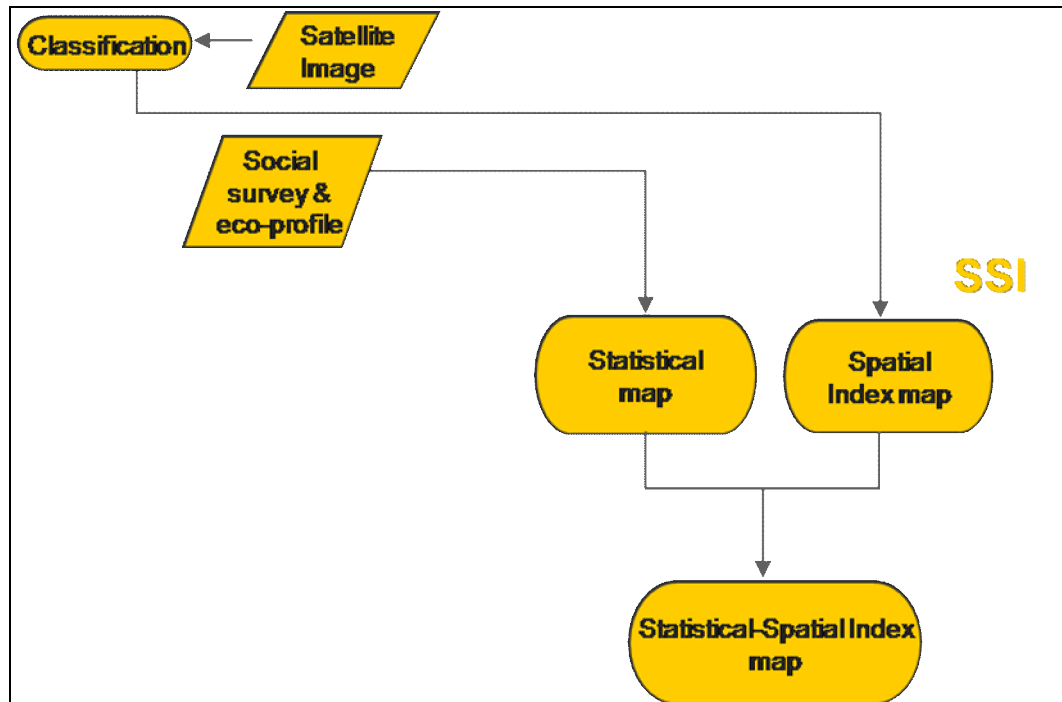 Classification
Satellite
Image
Social
survey &
eco-profile
SSI
Statistical
map
Spatial
Index map
Statistical-Spatial Index
map